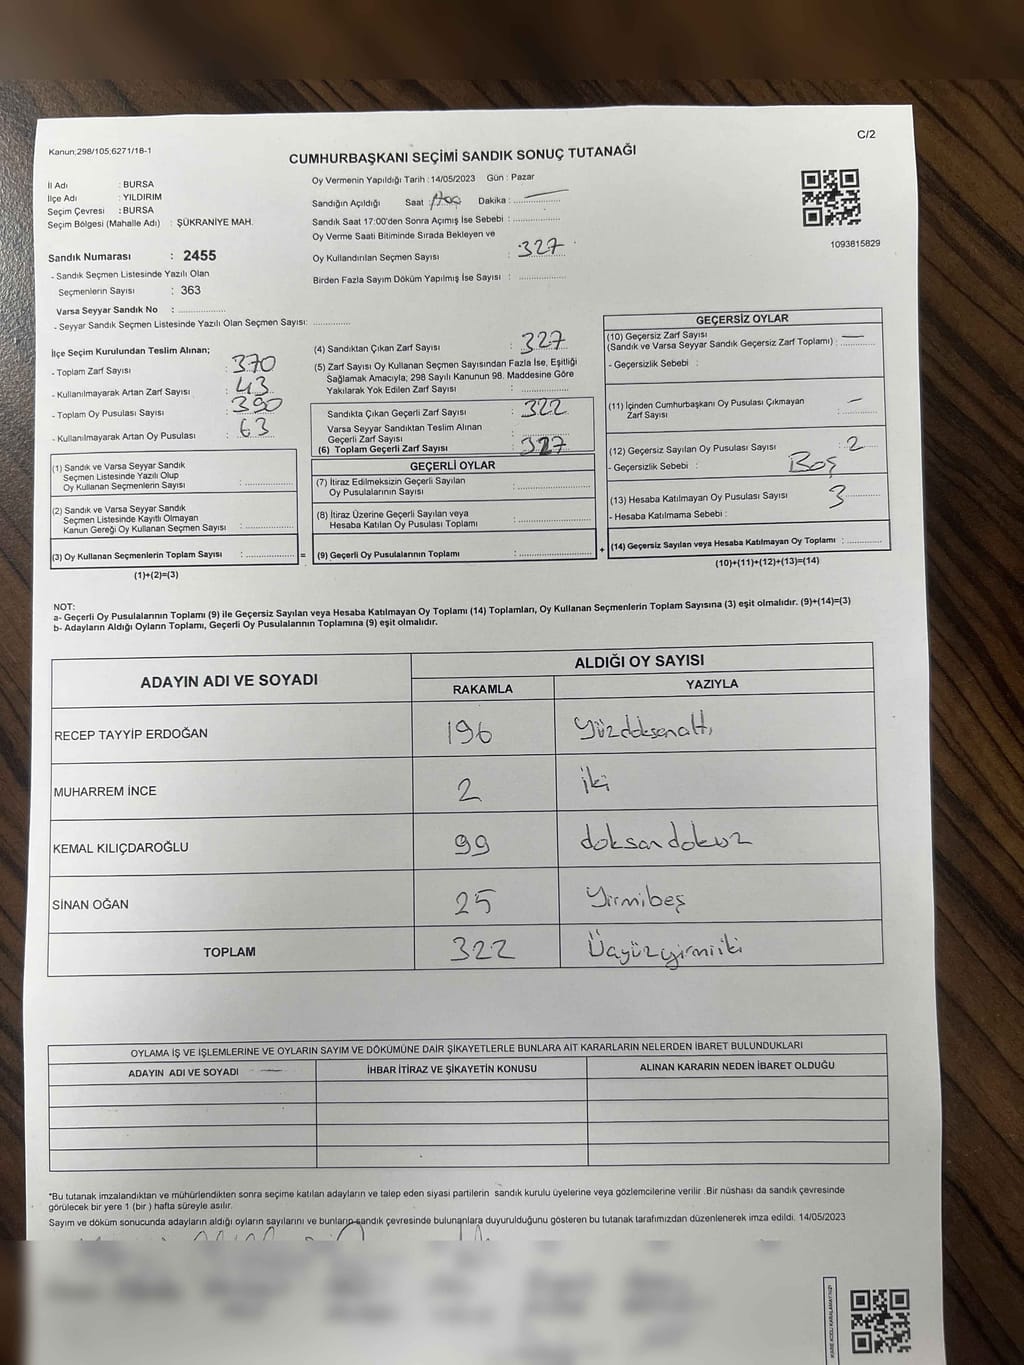 C/2
Kanun;298/105;6271/18-1
CUMHURBAŞKANI SEÇİMİ SANDIK SONUÇ TUTANAĞI
İl Adı : BURSA
İlçe Adı : YILDIRIM
Seçim Çevresi : BURSA
Seçim Bölgesi (Mahalle Adı) : ŞÜKRANİYE MAH.
Sandık Numarası : 2455
- Sandık Seçmen Listesinde Yazılı Olan
Seçmenlerin Sayısı : 363
Varsa Seyyar Sandık No : ..................
- Seyyar Sandık Seçmen Listesinde Yazılı Olan Seçmen Sayısı: .............
Oy Vermenin Yapıldığı Tarih : 14/05/2023 Gün : Pazar
Sandığın Açıldığı Saat Dakika :
Sandık Saat 17:00'den Sonra Açımış İse Sebebi : ..................
Oy Verme Saati Bitiminde Sırada Bekleyen ve
Oy Kullandırılan Seçmen Sayısı : 327
Birden Fazla Sayım Döküm Yapılmış İse Sayısı : ..................
1093815829
İlçe Seçim Kurulundan Teslim Alınan;
- Toplam Zarf Sayısı : 370
- Kullanılmayarak Artan Zarf Sayısı : 43
- Toplam Oy Pusulası Sayısı : 390
- Kullanılmayarak Artan Oy Pusulası : 63
(1) Sandık ve Varsa Seyyar Sandık
Seçmen Listesinde Yazılı Olup
Oy Kullanan Seçmenlerin Sayısı : ..................
(2) Sandık ve Varsa Seyyar Sandık
Seçmen Listesinde Kayıtlı Olmayan
Kanun Gereği Oy Kullanan Seçmen Sayısı : ..................
(3) Oy Kullanan Seçmenlerin Toplam Sayısı : ..................
(1)+(2)=(3)
=
(4) Sandıktan Çıkan Zarf Sayısı : 327
(5) Zarf Sayısı Oy Kullanan Seçmen Sayısından Fazla İse, Eşitliği
Sağlamak Amacıyla; 298 Sayılı Kanunun 98. Maddesine Göre
Yakılarak Yok Edilen Zarf Sayısı : ..................
Sandıkta Çıkan Geçerli Zarf Sayısı : 322
Varsa Seyyar Sandıktan Teslim Alınan
Geçerli Zarf Sayısı : ..................
(6) Toplam Geçerli Zarf Sayısı : 327
GEÇERLİ OYLAR
(7) İtiraz Edilmeksizin Geçerli Sayılan
Oy Pusulalarının Sayısı : ..................
(8) İtiraz Üzerine Geçerli Sayılan veya
Hesaba Katılan Oy Pusulası Toplamı : ..................
(9) Geçerli Oy Pusulalarının Toplamı : ..................
+
GEÇERSİZ OYLAR
(10) Geçersiz Zarf Sayısı
(Sandık ve Varsa Seyyar Sandık Geçersiz Zarf Toplamı) : —
- Geçersizlik Sebebi :
(11) İçinden Cumhurbaşkanı Oy Pusulası Çıkmayan
Zarf Sayısı : —
(12) Geçersiz Sayılan Oy Pusulası Sayısı : 2
- Geçersizlik Sebebi : Boş
(13) Hesaba Katılmayan Oy Pusulası Sayısı : 3
- Hesaba Katılmama Sebebi :
(14) Geçersiz Sayılan veya Hesaba Katılmayan Oy Toplamı : ..................
(10)+(11)+(12)+(13)=(14)
NOT:
a- Geçerli Oy Pusulalarının Toplamı (9) ile Geçersiz Sayılan veya Hesaba Katılmayan Oy Toplamı (14) Toplamları, Oy Kullanan Seçmenlerin Toplam Sayısına (3) eşit olmalıdır. (9)+(14)=(3)
b- Adayların Aldığı Oyların Toplamı, Geçerli Oy Pusulalarının Toplamına (9) eşit olmalıdır.
ADAYIN ADI VE SOYADI
ALDIĞI OY SAYISI
RAKAMLA YAZIYLA
RECEP TAYYİP ERDOĞAN 196 Yüzdoksanaltı
MUHARREM İNCE 2 iki
KEMAL KILIÇDAROĞLU 99 doksan dokuz
SİNAN OĞAN 25 Yirmibeş
TOPLAM 322 Üçyüzyirmiiki
OYLAMA İŞ VE İŞLEMLERİNE VE OYLARIN SAYIM VE DÖKÜMÜNE DAİR ŞİKAYETLERLE BUNLARA AİT KARARLARIN NELERDEN İBARET BULUNDUKLARI
ADAYIN ADI VE SOYADI İHBAR İTİRAZ VE ŞİKAYETİN KONUSU ALINAN KARARIN NEDEN İBARET OLDUĞU
*Bu tutanak imzalandıktan ve mühürlendikten sonra seçime katılan adayların ve talep eden siyasi partilerin sandık kurulu üyelerine veya gözlemcilerine verilir .Bir nüshası da sandık çevresinde
görülecek bir yere 1 (bir ) hafta süreyle asılır.
Sayım ve döküm sonucunda adayların aldığı oyların sayılarını ve bunların sandık çevresinde bulunanlara duyurulduğunu gösteren bu tutanak tarafımızdan düzenlenerek imza edildi. 14/05/2023
KARE KODU KARALAMAYINIZ!